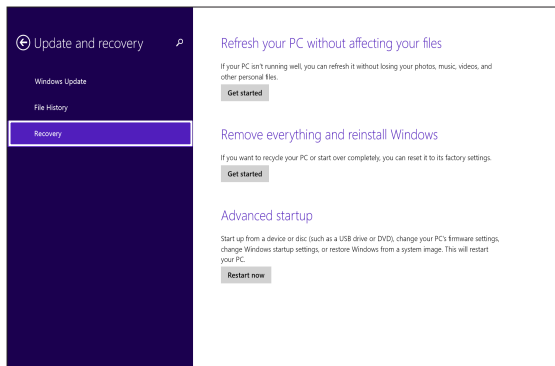 Update and recovery
Windows Update
File History
Recovery
Refresh your PC without affecting your files
If your PC isn't running well, you can refresh it without losing your photos, music, videos, and
other personal files.
Get started
Remove everything and reinstall Windows
If you want to recycle your PC or start over completely, you can reset it to its factory settings.
Get started
Advanced startup
Start up from a device or disc (such as a USB drive or DVD), change your PC's firmware settings,
change Windows startup settings, or restore Windows from a system image. This will restart
your PC.
Restart now